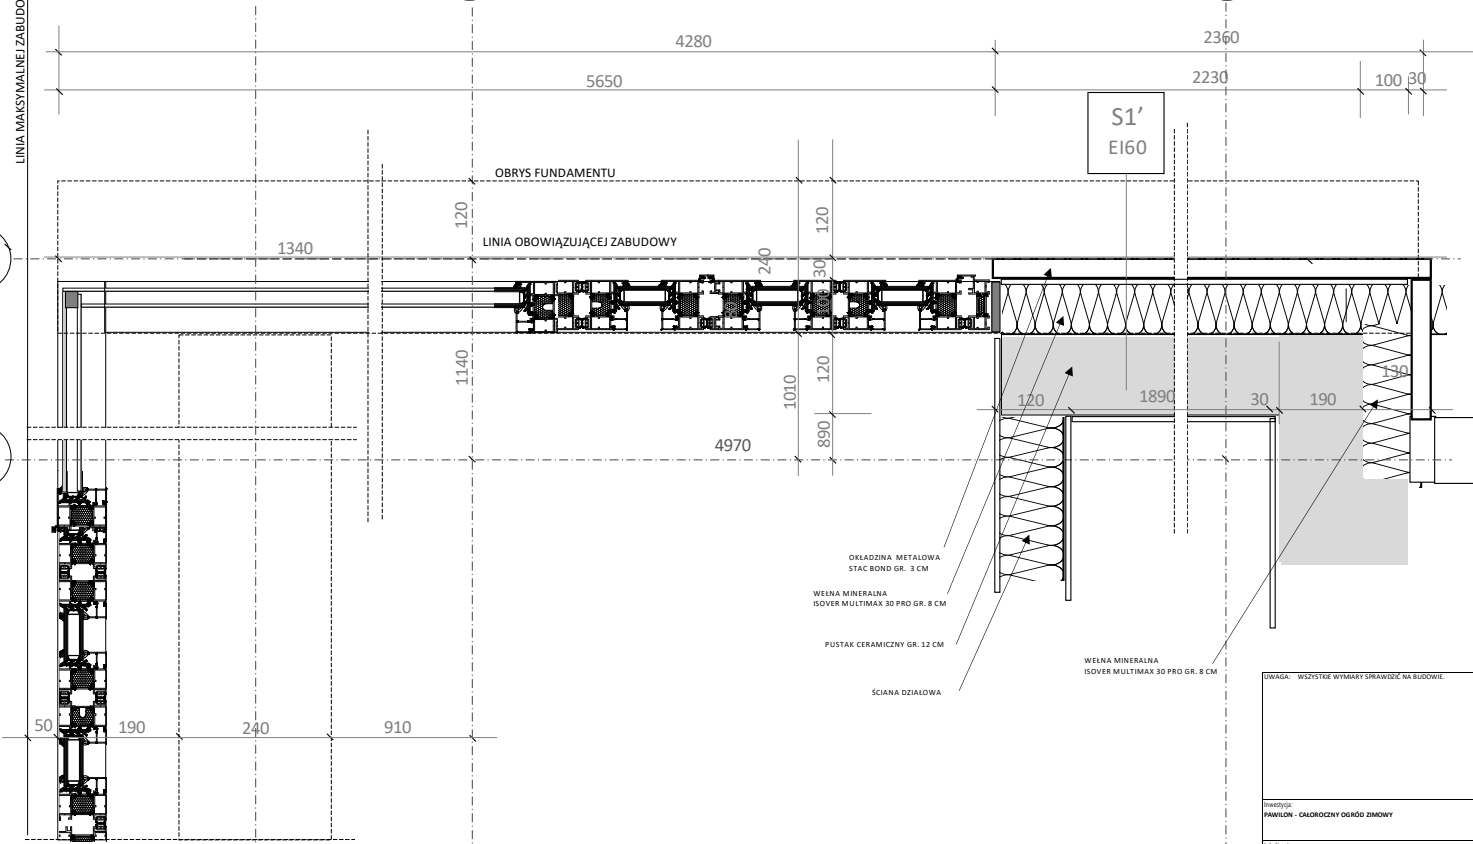 LINIA MAKSYMALNEJ ZABUDO
4280
2360
5650
2230
100
30
S1’
EI60
OBRYS FUNDAMENTU
120
120
LINIA OBOWIĄZUJĄCEJ ZABUDOWY
1340
240
30
1140
1010
120
890
130
120
1890
30
190
4970
OKŁADZINA METALOWA
STAC BOND GR. 3 CM
WEŁNA MINERALNA
ISOVER MULTIMAX 30 PRO GR. 8 CM
PUSTAK CERAMICZNY GR. 12 CM
ŚCIANA DZIAŁOWA
WEŁNA MINERALNA
ISOVER MULTIMAX 30 PRO GR. 8 CM
50
190
240
910
UWAGA: WSZYSTKIE WYMIARY SPRAWDZIĆ NA BUDOWIE.
Inwestycja:
PAWILON - CAŁOROCZNY OGRÓD ZIMOWY